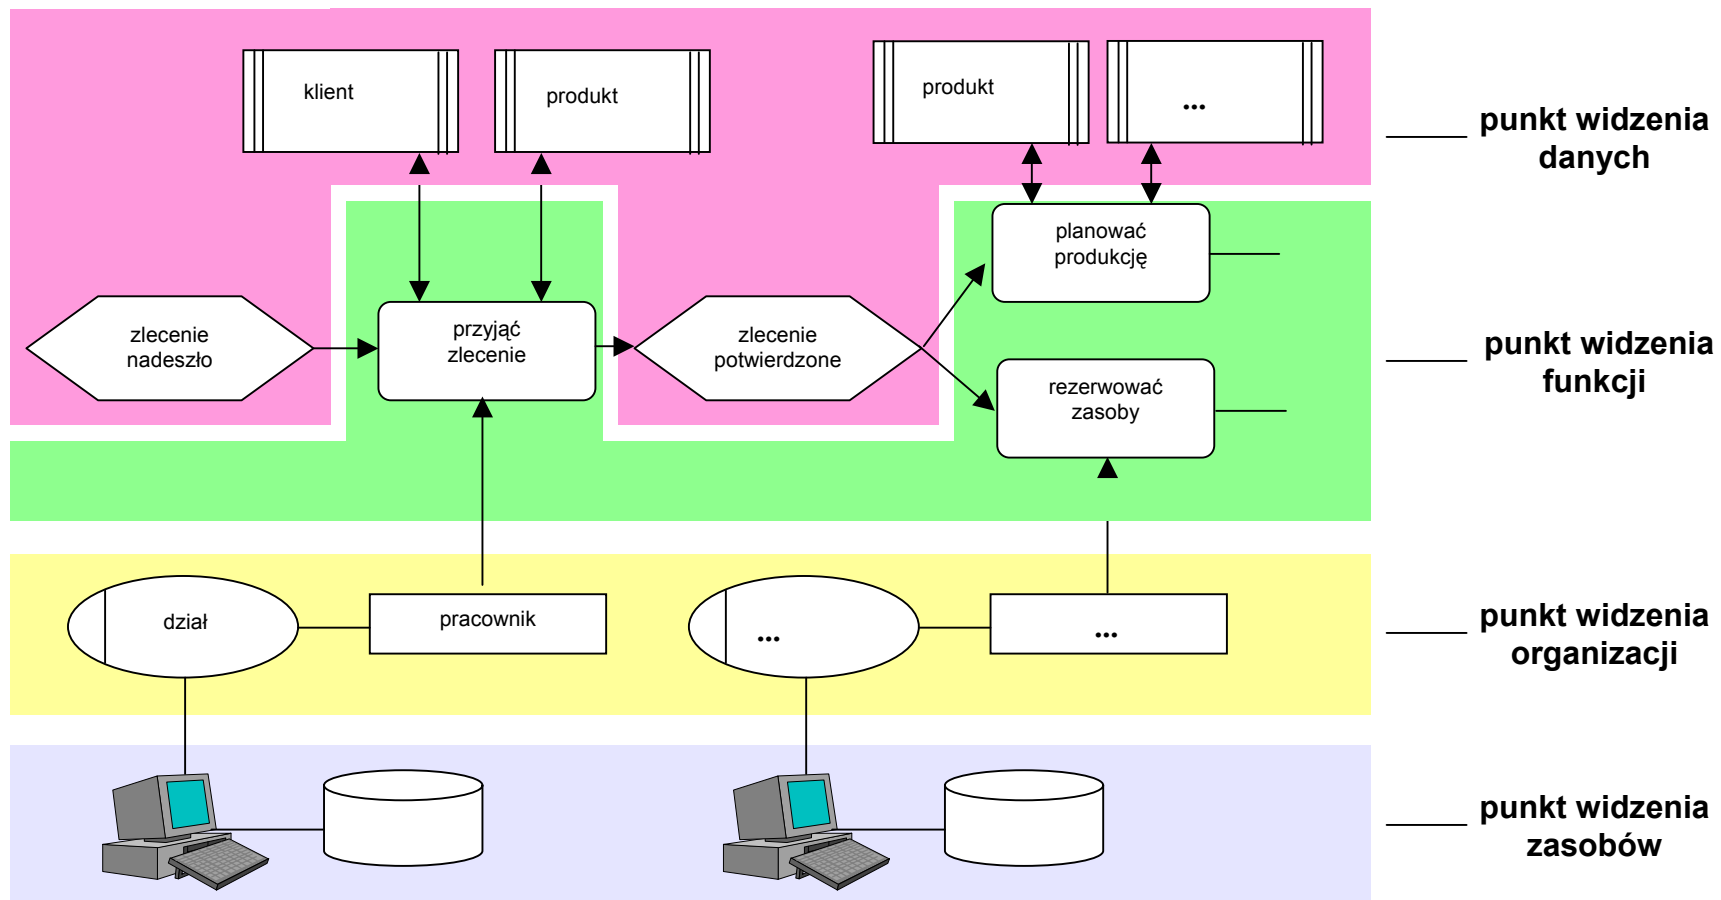 klient
produkt
produkt
...
punkt widzenia
danych
zlecenie
nadeszło
przyjąć
zlecenie
zlecenie
potwierdzone
planować
produkcję
rezerwować
zasoby
punkt widzenia
funkcji
dział
pracownik
...
...
punkt widzenia
organizacji
punkt widzenia
zasobów